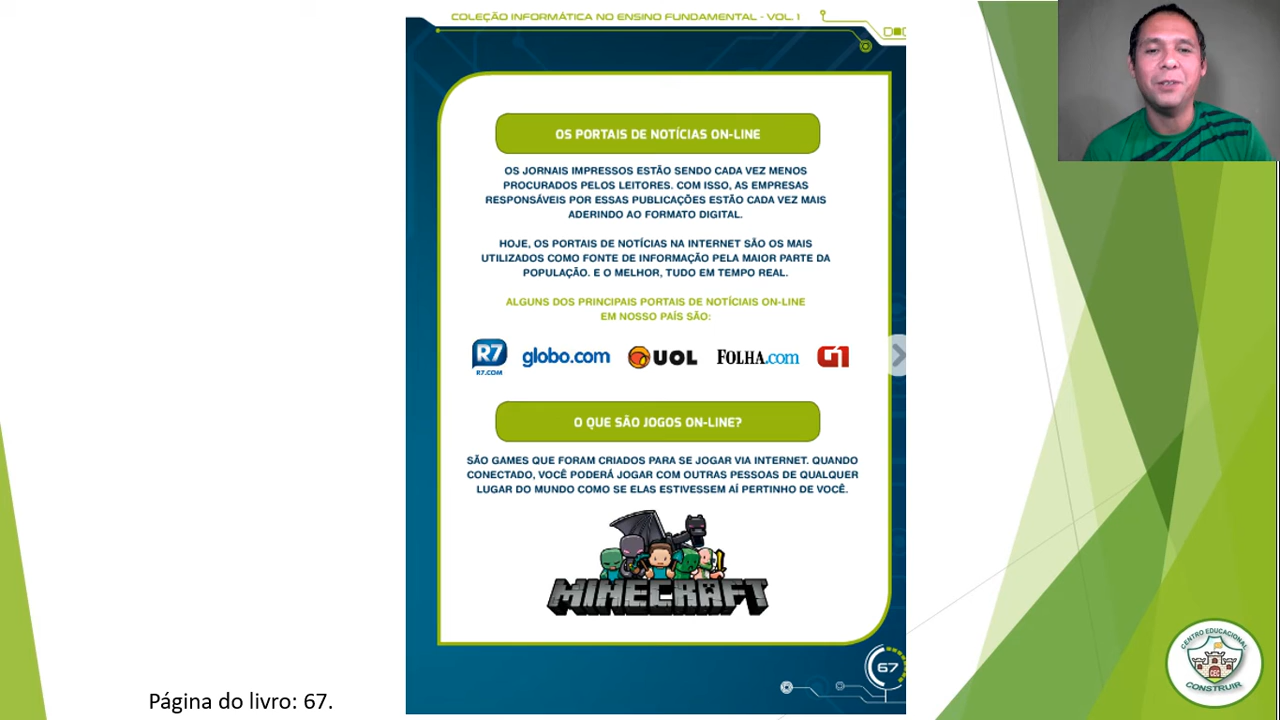 COLEÇÃO INFORMÁTICA NO ENSINO FUNDAMENTAL - VOL. 1
OS PORTAIS DE NOTÍCIAS ON-LINE
OS JORNAIS IMPRESSOS ESTÃO SENDO CADA VEZ MENOS
PROCURADOS PELOS LEITORES. COM ISSO, AS EMPRESAS
RESPONSÁVEIS POR ESSAS PUBLICAÇÕES ESTÃO CADA VEZ MAIS
ADERINDO AO FORMATO DIGITAL.
HOJE, OS PORTAIS DE NOTÍCIAS NA INTERNET SÃO OS MAIS
UTILIZADOS COMO FONTE DE INFORMAÇÃO PELA MAIOR PARTE DA
POPULAÇÃO. E O MELHOR, TUDO EM TEMPO REAL.
ALGUNS DOS PRINCIPAIS PORTAIS DE NOTÍCIAIS ON-LINE
EM NOSSO PAÍS SÃO:
R7 globo.com UOL FOLHA.com G1
R7.COM
O QUE SÃO JOGOS ON-LINE?
SÃO GAMES QUE FORAM CRIADOS PARA SE JOGAR VIA INTERNET. QUANDO
CONECTADO, VOCÊ PODERÁ JOGAR COM OUTRAS PESSOAS DE QUALQUER
LUGAR DO MUNDO COMO SE ELAS ESTIVESSEM AÍ PERTINHO DE VOCÊ.
MINECRAFT
67
Página do livro: 67.
CENTRO EDUCACIONAL
CEC
CONSTRUIR